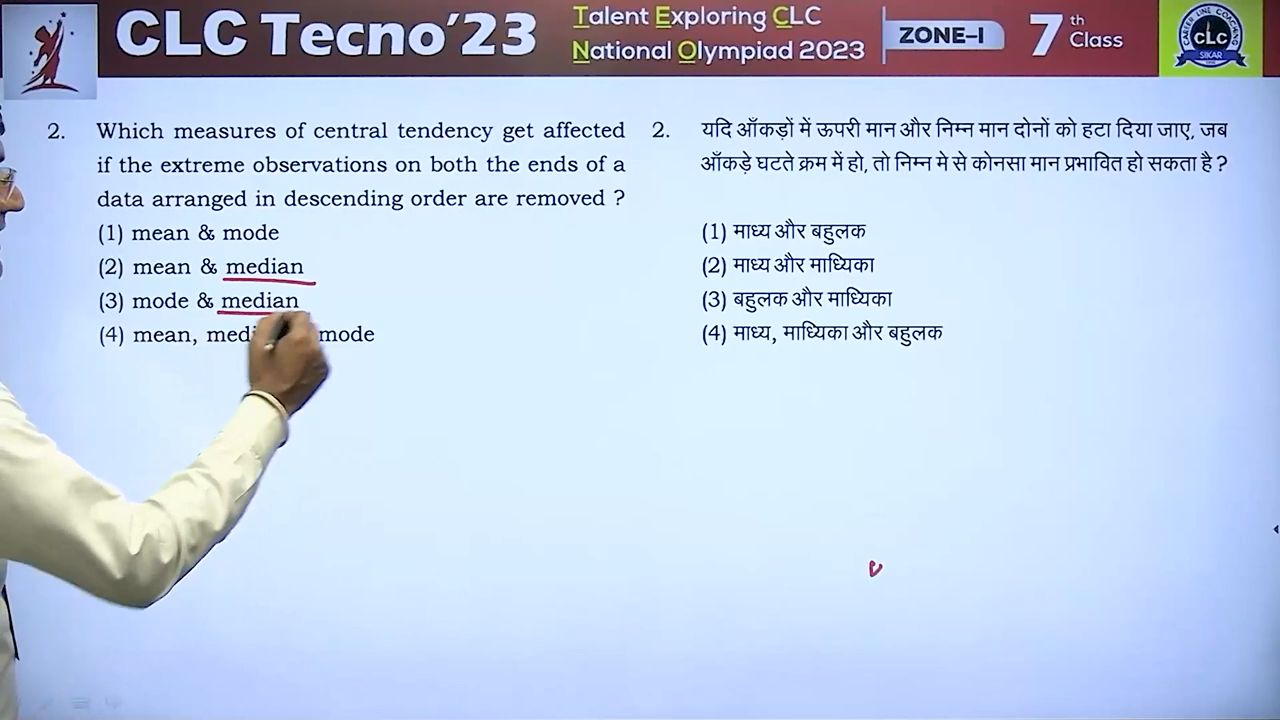 CLC Tecno'23
Talent Exploring CLC
National Olympiad 2023
ZONE-I
7th Class
CAREER LINE COACHING
CLC
SIKAR
2. Which measures of central tendency get affected
if the extreme observations on both the ends of a
data arranged in descending order are removed ?
(1) mean & mode
(2) mean & median
(3) mode & median
(4) mean, mode
2. यदि आँकड़ों में ऊपरी मान और निम्न मान दोनों को हटा दिया जाए, जब
आँकड़े घटते क्रम में हो, तो निम्न मे से कोनसा मान प्रभावित हो सकता है ?
(1) माध्य और बहुलक
(2) माध्य और माध्यिका
(3) बहुलक और माध्यिका
(4) माध्य, माध्यिका और बहुलक